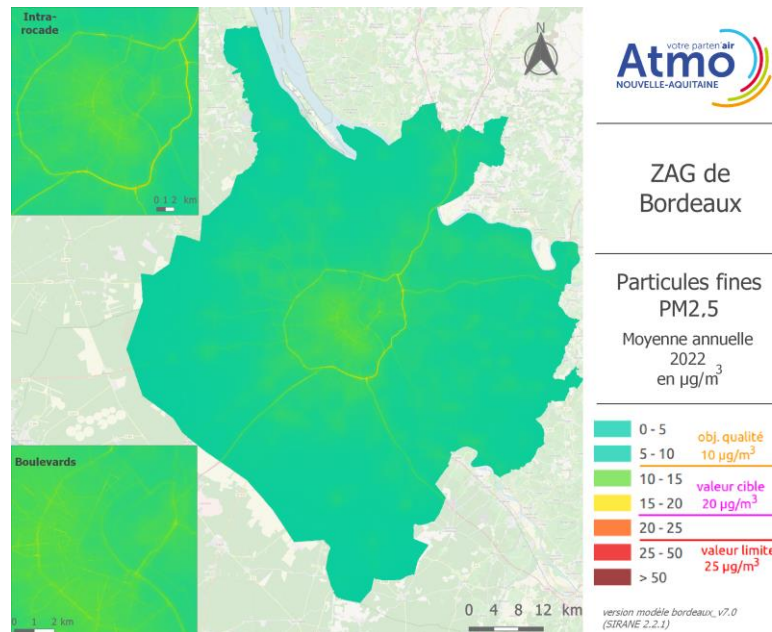 Intra-
rocade
0 1 2 km
Boulevards
0 1 2 km
N
0 4 8 12 km
votre parten'air
Atmo
NOUVELLE-AQUITAINE
ZAG de
Bordeaux
Particules fines
PM2,5
Moyenne annuelle
2022
en µg/m³
0 - 5
5 - 10
obj. qualité
10 µg/m³
10 - 15
15 - 20
valeur cible
20 µg/m³
20 - 25
25 - 50
valeur limite
25 µg/m³
> 50
version modèle bordeaux_v7.0
(SIRANE 2.2.1)